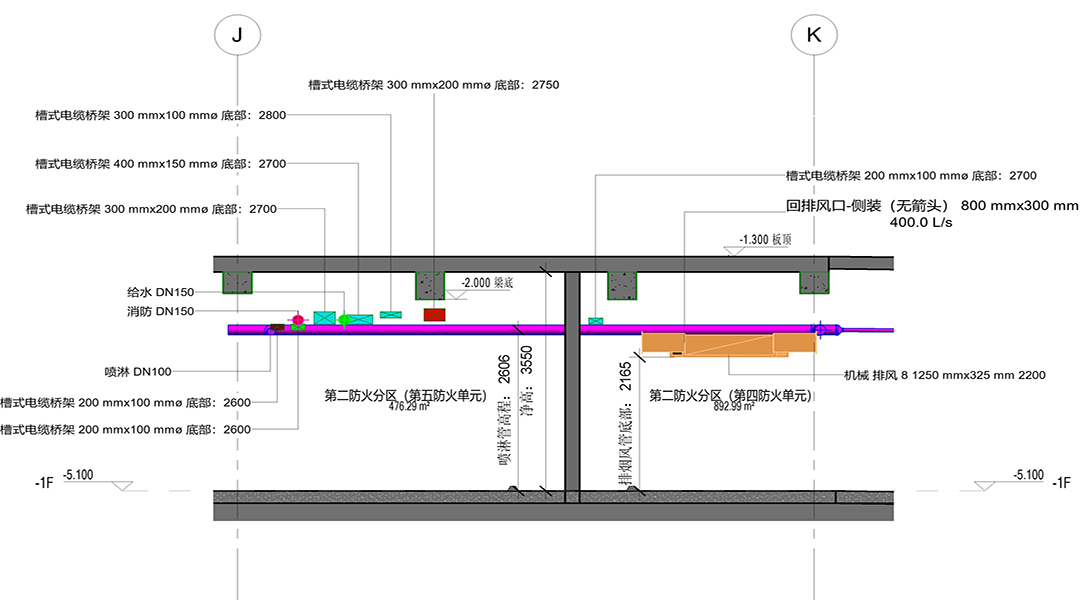 J
K
槽式电缆桥架 300 mmx200 mmø 底部：2750
槽式电缆桥架 300 mmx100 mmø 底部：2800
槽式电缆桥架 400 mmx150 mmø 底部：2700
槽式电缆桥架 200 mmx100 mmø 底部：2700
槽式电缆桥架 300 mmx200 mmø 底部：2700
回排风口-侧装（无箭头） 800 mmx300 mm
400.0 L/s
-1.300 板顶
-2.000 梁底
给水 DN150
消防 DN150
喷淋 DN100
槽式电缆桥架 200 mmx100 mmø 底部：2600
槽式电缆桥架 200 mmx100 mmø 底部：2600
第二防火分区（第五防火单元）
476.29 m²
喷淋管高程：2606
净高：3550
排烟风管底部：2165
机械 排风 8 1250 mmx325 mm 2200
第二防火分区（第四防火单元）
892.99 m²
-1F
-5.100
-5.100
-1F